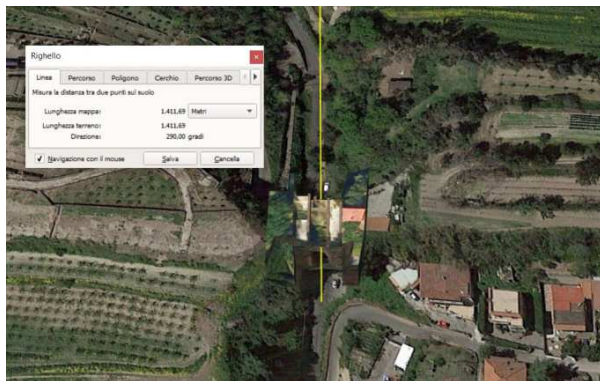 Righello
Linea Percorso Poligono Cerchio Percorso 3D
Misura la distanza tra due punti sul suolo
Lunghezza mappa: 1.411,69 Metri
Lunghezza terreno: 1.411,69
Direzione: 290,00 gradi
Navigazione con il mouse Salva Cancella